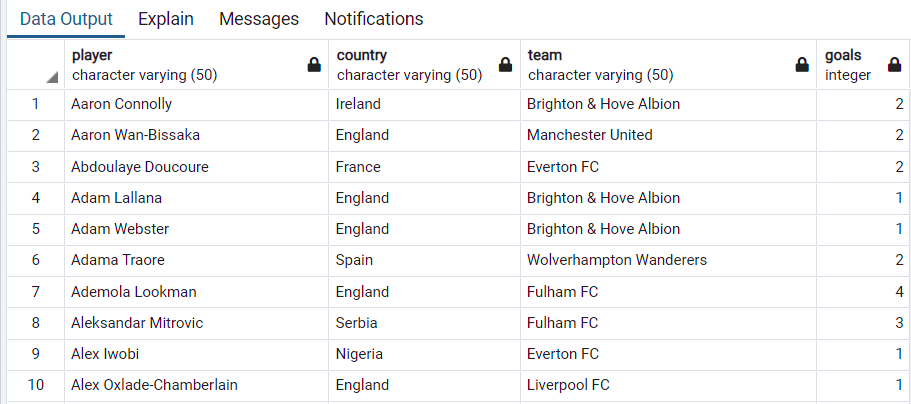 Data Output Explain Messages Notifications
player country team goals
character varying (50) character varying (50) character varying (50) integer
1 Aaron Connolly Ireland Brighton & Hove Albion 2
2 Aaron Wan-Bissaka England Manchester United 2
3 Abdoulaye Doucoure France Everton FC 2
4 Adam Lallana England Brighton & Hove Albion 1
5 Adam Webster England Brighton & Hove Albion 1
6 Adama Traore Spain Wolverhampton Wanderers 2
7 Ademola Lookman England Fulham FC 4
8 Aleksandar Mitrovic Serbia Fulham FC 3
9 Alex Iwobi Nigeria Everton FC 1
10 Alex Oxlade-Chamberlain England Liverpool FC 1